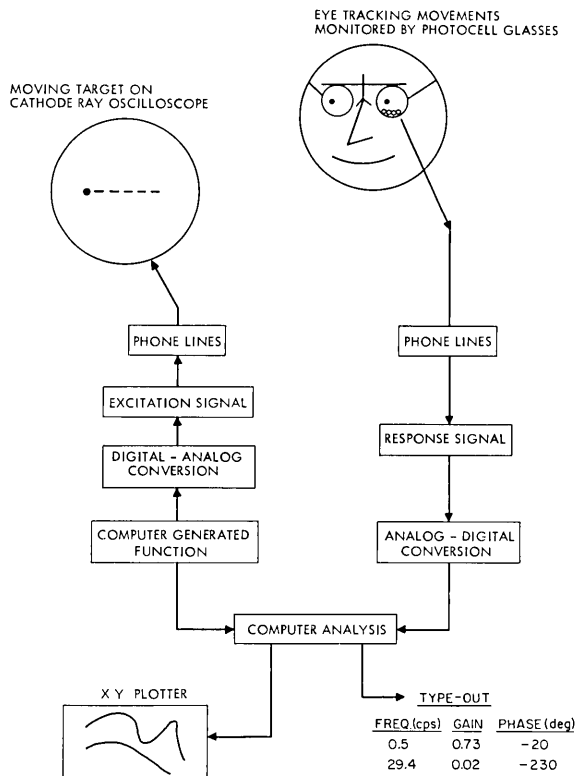 EYE TRACKING MOVEMENTS
MONITORED BY PHOTOCELL GLASSES
MOVING TARGET ON
CATHODE RAY OSCILLOSCOPE
PHONE LINES
PHONE LINES
EXCITATION SIGNAL
RESPONSE SIGNAL
DIGITAL - ANALOG
CONVERSION
COMPUTER GENERATED
FUNCTION
ANALOG - DIGITAL
CONVERSION
COMPUTER ANALYSIS
X Y PLOTTER
TYPE-OUT
FREQ.(cps) GAIN PHASE(deg)
0.5 0.73 -20
29.4 0.02 -230